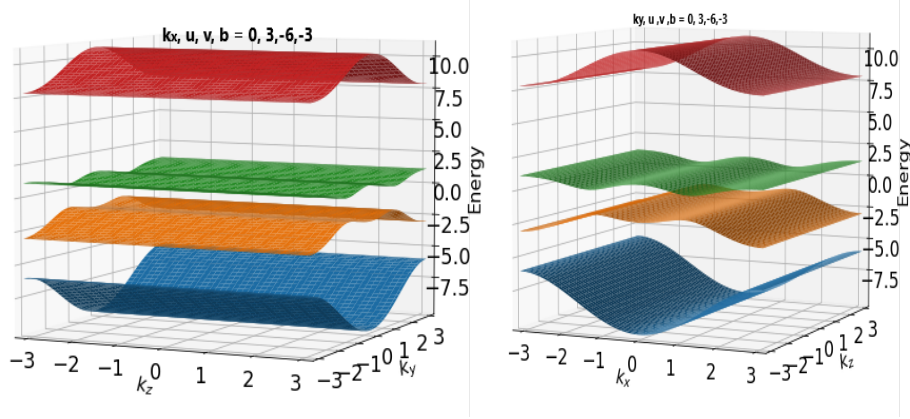 kx, u, v, b = 0, 3,-6,-3
10.0
7.5
5.0
2.5
0.0
−2.5
−5.0
−7.5
Energy
−3 −2 −1 0 1 2 3
kz
−3 −2 −1 0 1 2 3
ky
ky, u ,v ,b = 0, 3,-6,-3
10.0
7.5
5.0
2.5
0.0
−2.5
−5.0
−7.5
Energy
−3 −2 −1 0 1 2 3
kx
−3 −2 −1 0 1 2 3
kz